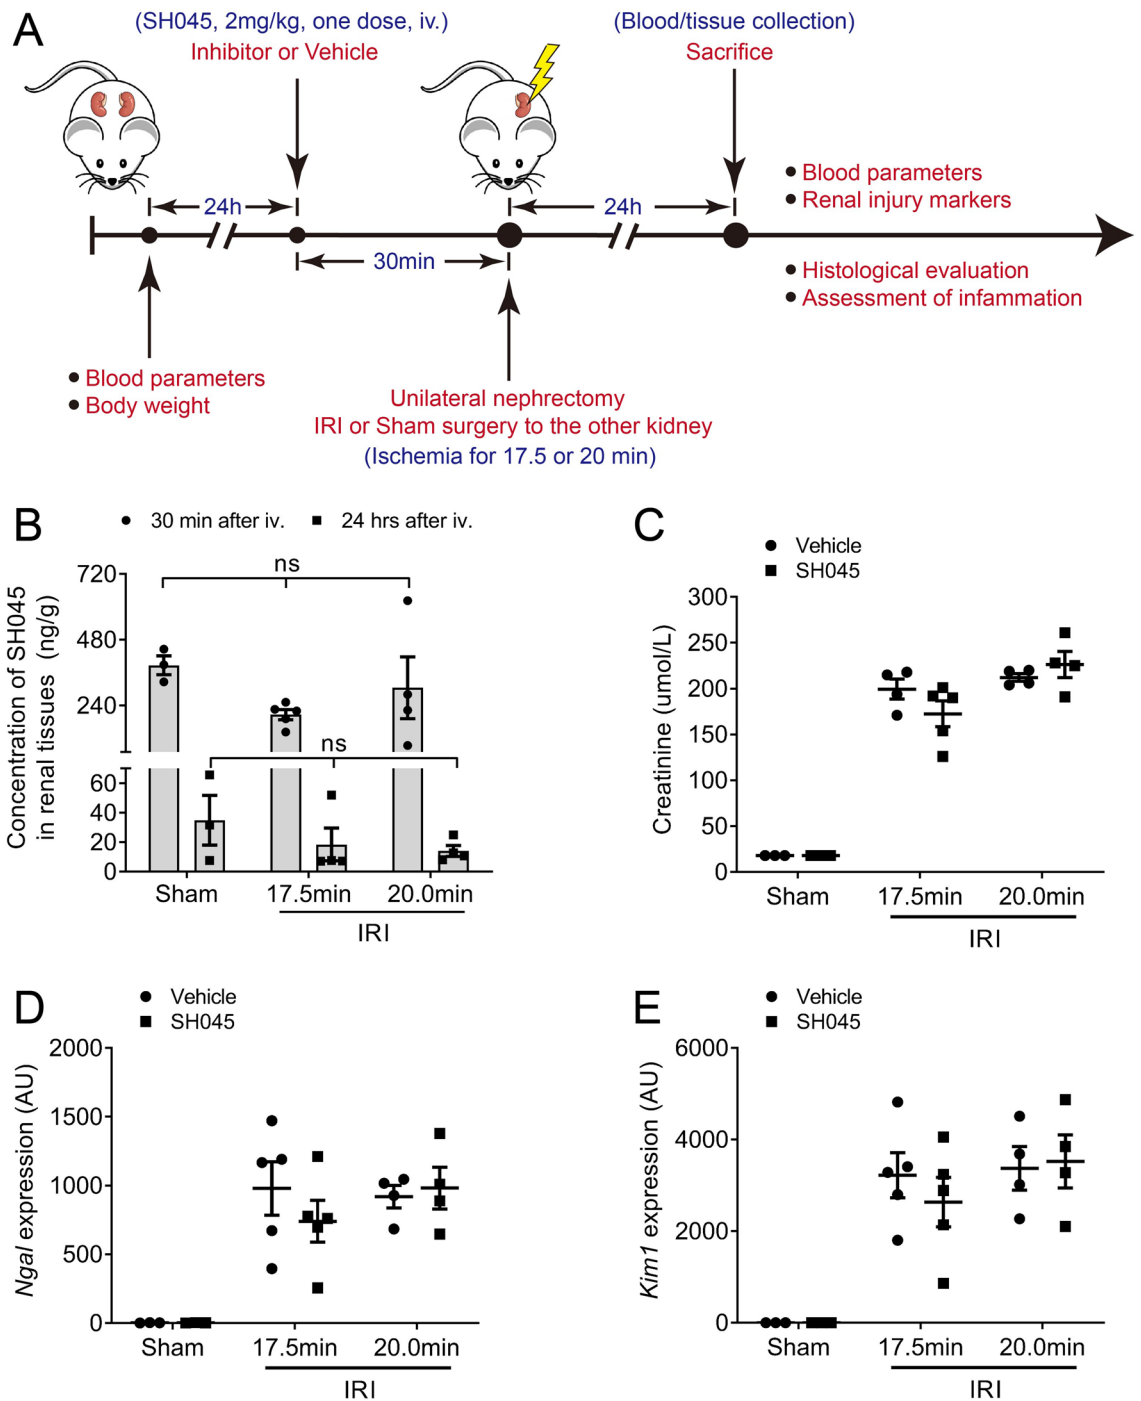 A
(SH045, 2mg/kg, one dose, iv.)
Inhibitor or Vehicle
(Blood/tissue collection)
Sacrifice
24h
24h
30min
Blood parameters
Renal injury markers
Histological evaluation
Assessment of infammation
Blood parameters
Body weight
Unilateral nephrectomy
IRI or Sham surgery to the other kidney
(Ischemia for 17.5 or 20 min)
B
30 min after iv.
24 hrs after iv.
Concentration of SH045
in renal tissues (ng/g)
720
480
240
60
40
20
0
ns
ns
Sham
17.5min
20.0min
IRI
C
Vehicle
SH045
Creatinine (umol/L)
300
250
200
150
100
50
0
Sham
17.5min
20.0min
IRI
D
Vehicle
SH045
Ngal expression (AU)
2000
1500
1000
500
0
Sham
17.5min
20.0min
IRI
E
Vehicle
SH045
Kim1 expression (AU)
6000
4000
2000
0
Sham
17.5min
20.0min
IRI